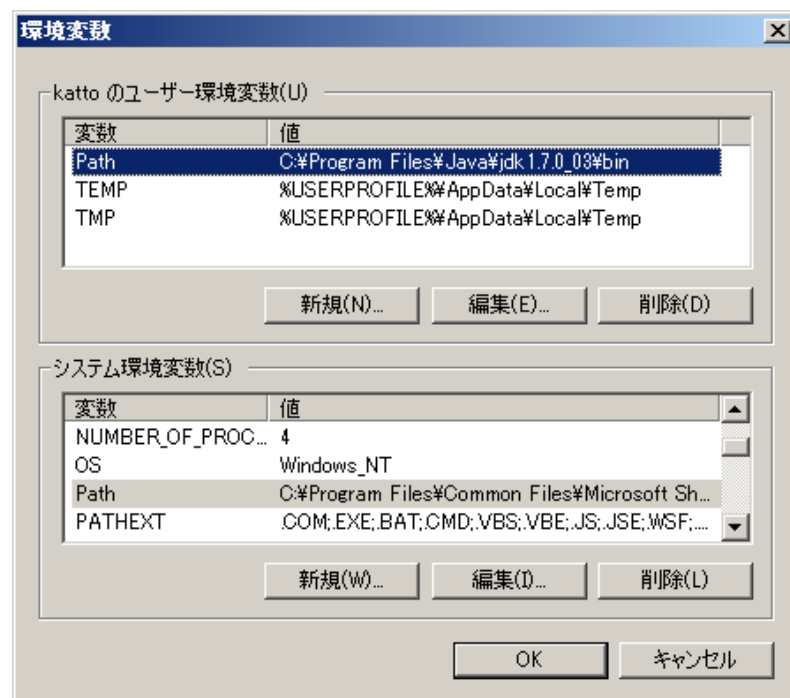 環境変数
katto のユーザー環境変数(U)
変数 値
Path C:¥Program Files¥Java¥jdk1.7.0_03¥bin
TEMP %USERPROFILE%¥AppData¥Local¥Temp
TMP %USERPROFILE%¥AppData¥Local¥Temp
新規(N)... 編集(E)... 削除(D)
システム環境変数(S)
変数 値
NUMBER_OF_PROC... 4
OS Windows_NT
Path C:¥Program Files¥Common Files¥Microsoft Sh...
PATHEXT .COM;.EXE;.BAT;.CMD;.VBS;.VBE;.JS;.JSE;.WSF;....
新規(W)... 編集(I)... 削除(L)
OK キャンセル